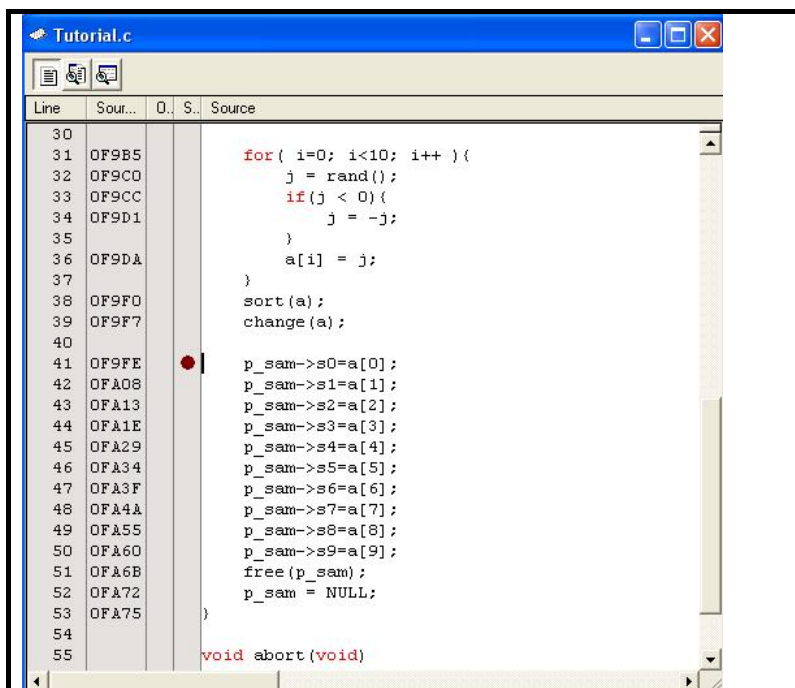 Tutorial.c
Line Sour... O.. S.. Source
30
31 0F9B5 for( i=0; i<10; i++ ){
32 0F9C0 j = rand();
33 0F9CC if(j < 0){
34 0F9D1 j = -j;
35 }
36 0F9DA a[i] = j;
37 }
38 0F9F0 sort(a);
39 0F9F7 change(a);
40
41 0F9FE p_sam->s0=a[0];
42 0FA08 p_sam->s1=a[1];
43 0FA13 p_sam->s2=a[2];
44 0FA1E p_sam->s3=a[3];
45 0FA29 p_sam->s4=a[4];
46 0FA34 p_sam->s5=a[5];
47 0FA3F p_sam->s6=a[6];
48 0FA4A p_sam->s7=a[7];
49 0FA55 p_sam->s8=a[8];
50 0FA60 p_sam->s9=a[9];
51 0FA6B free(p_sam);
52 0FA72 p_sam = NULL;
53 0FA75 }
54
55 void abort(void)